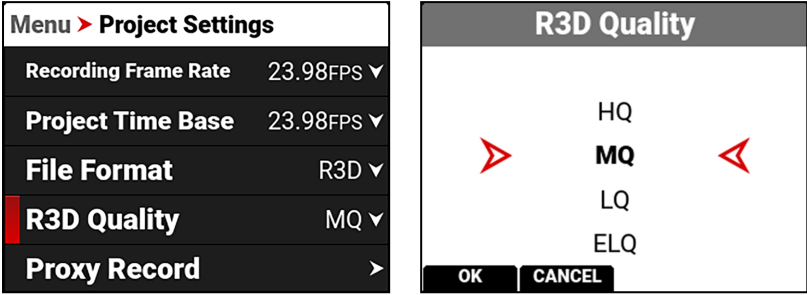 Menu > Project Settings
Recording Frame Rate 23.98FPS
Project Time Base 23.98FPS
File Format R3D
R3D Quality MQ
Proxy Record >
R3D Quality
HQ
MQ
LQ
ELQ
OK CANCEL